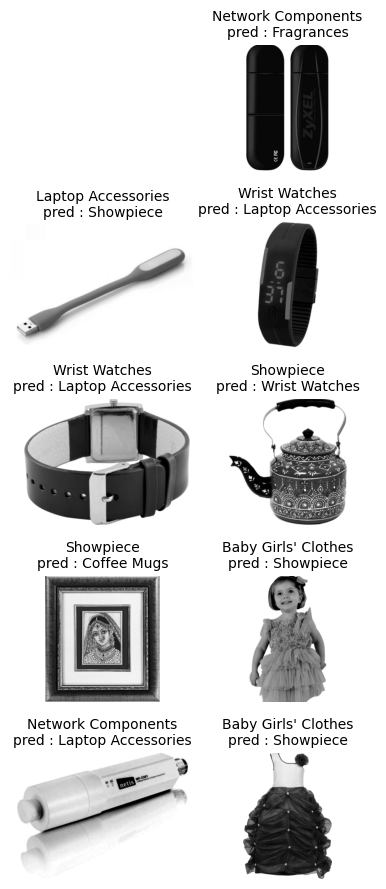 Network Components
pred : Fragrances
ZyXEL
Laptop Accessories
pred : Showpiece
Wrist Watches
pred : Laptop Accessories
Wrist Watches
pred : Laptop Accessories
Showpiece
pred : Wrist Watches
Showpiece
pred : Coffee Mugs
Baby Girls' Clothes
pred : Showpiece
Network Components
pred : Laptop Accessories
netis
Baby Girls' Clothes
pred : Showpiece